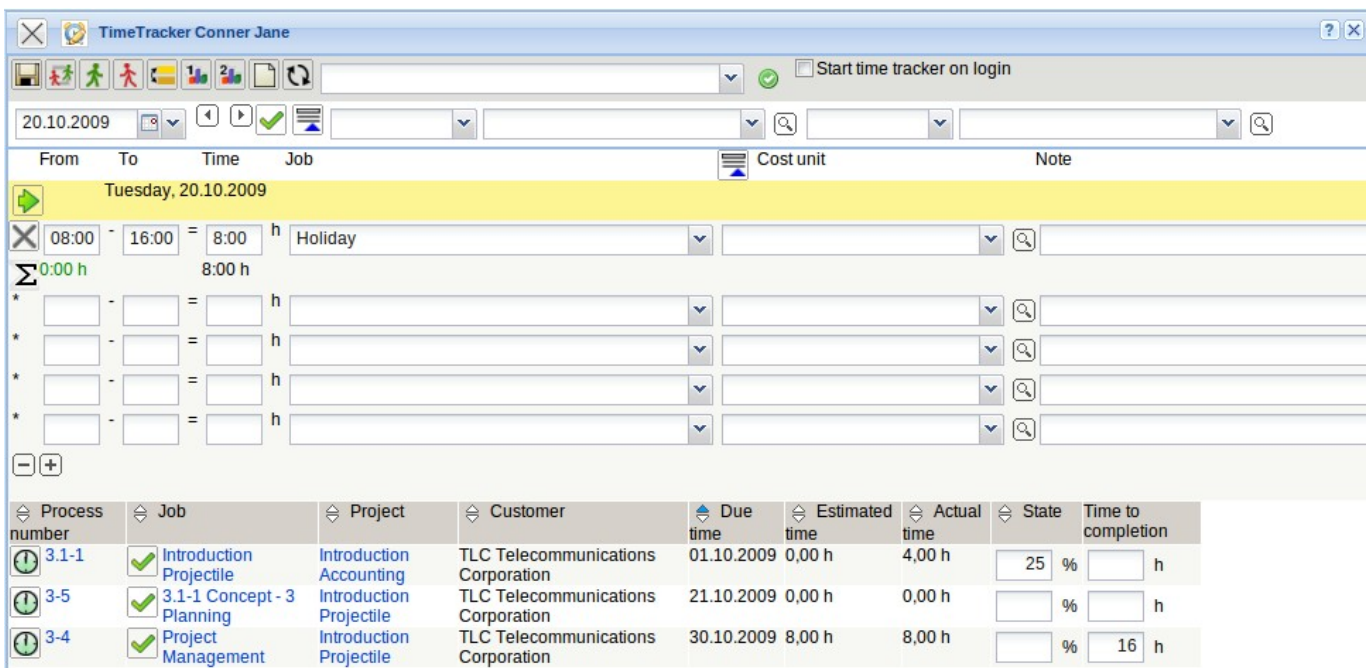 TimeTracker Conner Jane
Start time tracker on login
20.10.2009
From To Time Job Cost unit Note
Tuesday, 20.10.2009
08:00 - 16:00 = 8:00 h Holiday
Σ 0:00 h 8:00 h
* - = h
* - = h
* - = h
* - = h
Process Job Project Customer Due Estimated Actual State Time to
number time time time completion
3.1-1 Introduction Introduction TLC Telecommunications 01.10.2009 0,00 h 4,00 h 25 % h
Projectile Accounting Corporation
3-5 3.1-1 Concept - 3 Introduction TLC Telecommunications 21.10.2009 0,00 h 0,00 h % h
Planning Projectile Corporation
3-4 Project Introduction TLC Telecommunications 30.10.2009 8,00 h 8,00 h % 16 h
Management Projectile Corporation